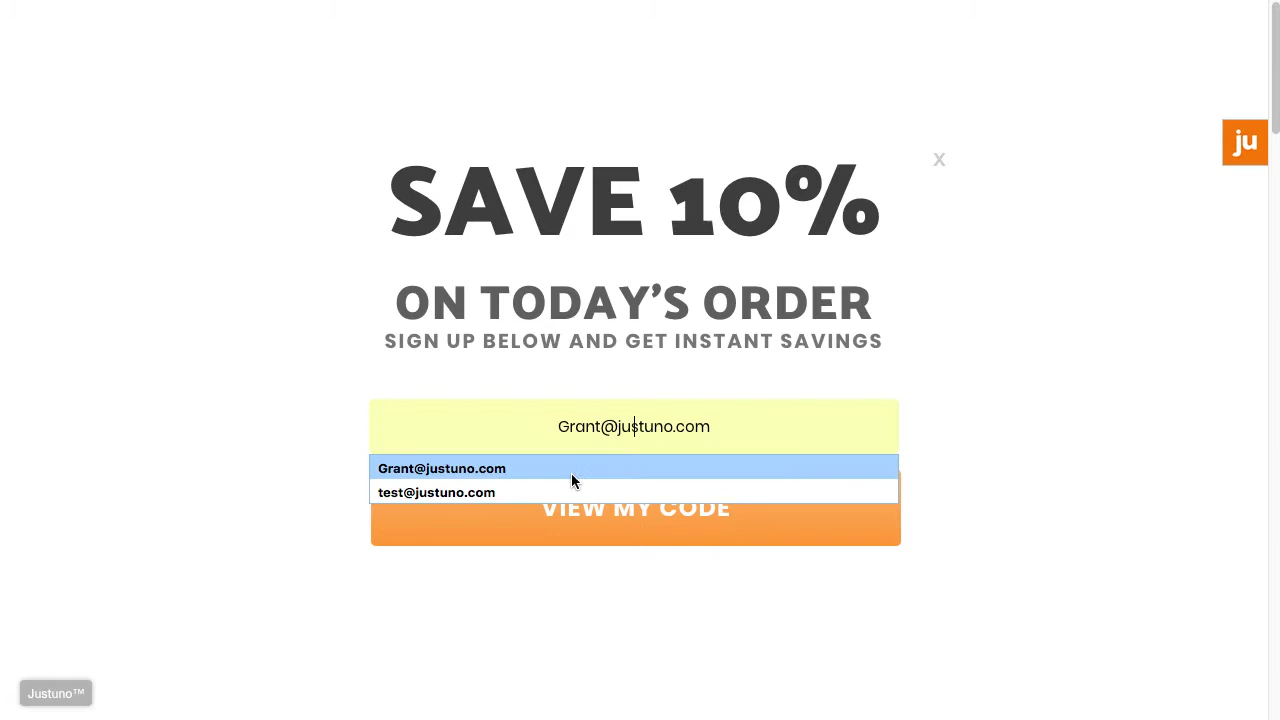 SAVE 10%
X
ju
ON TODAY'S ORDER
SIGN UP BELOW AND GET INSTANT SAVINGS
Grant@justuno.com
Grant@justuno.com
test@justuno.com
VIEW MY CODE
Justuno™